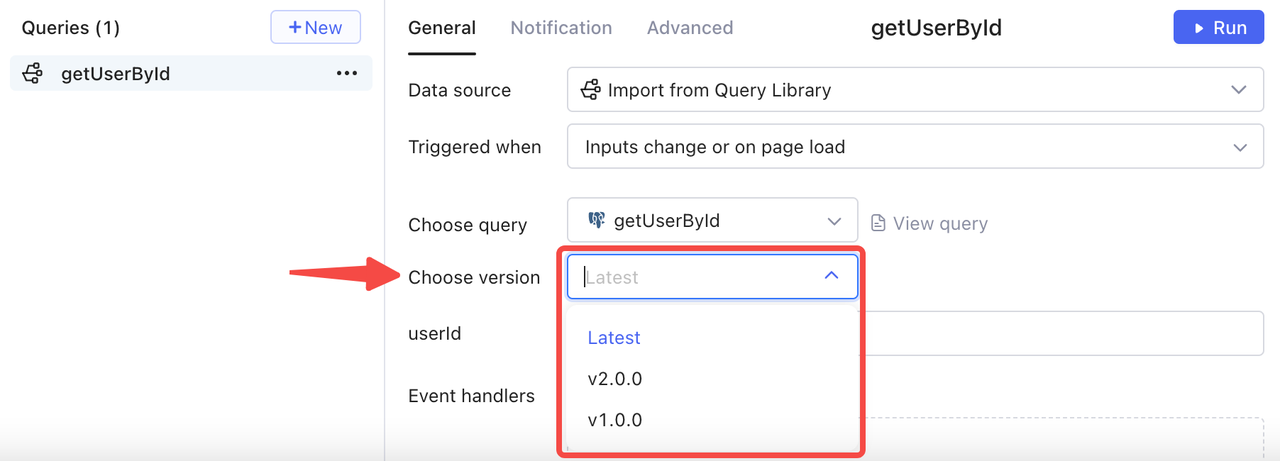 Queries (1)
+New
getUserById
General
Notification
Advanced
getUserById
Run
Data source
Import from Query Library
Triggered when
Inputs change or on page load
Choose query
getUserById
View query
Choose version
Latest
Latest
v2.0.0
v1.0.0
userId
Event handlers